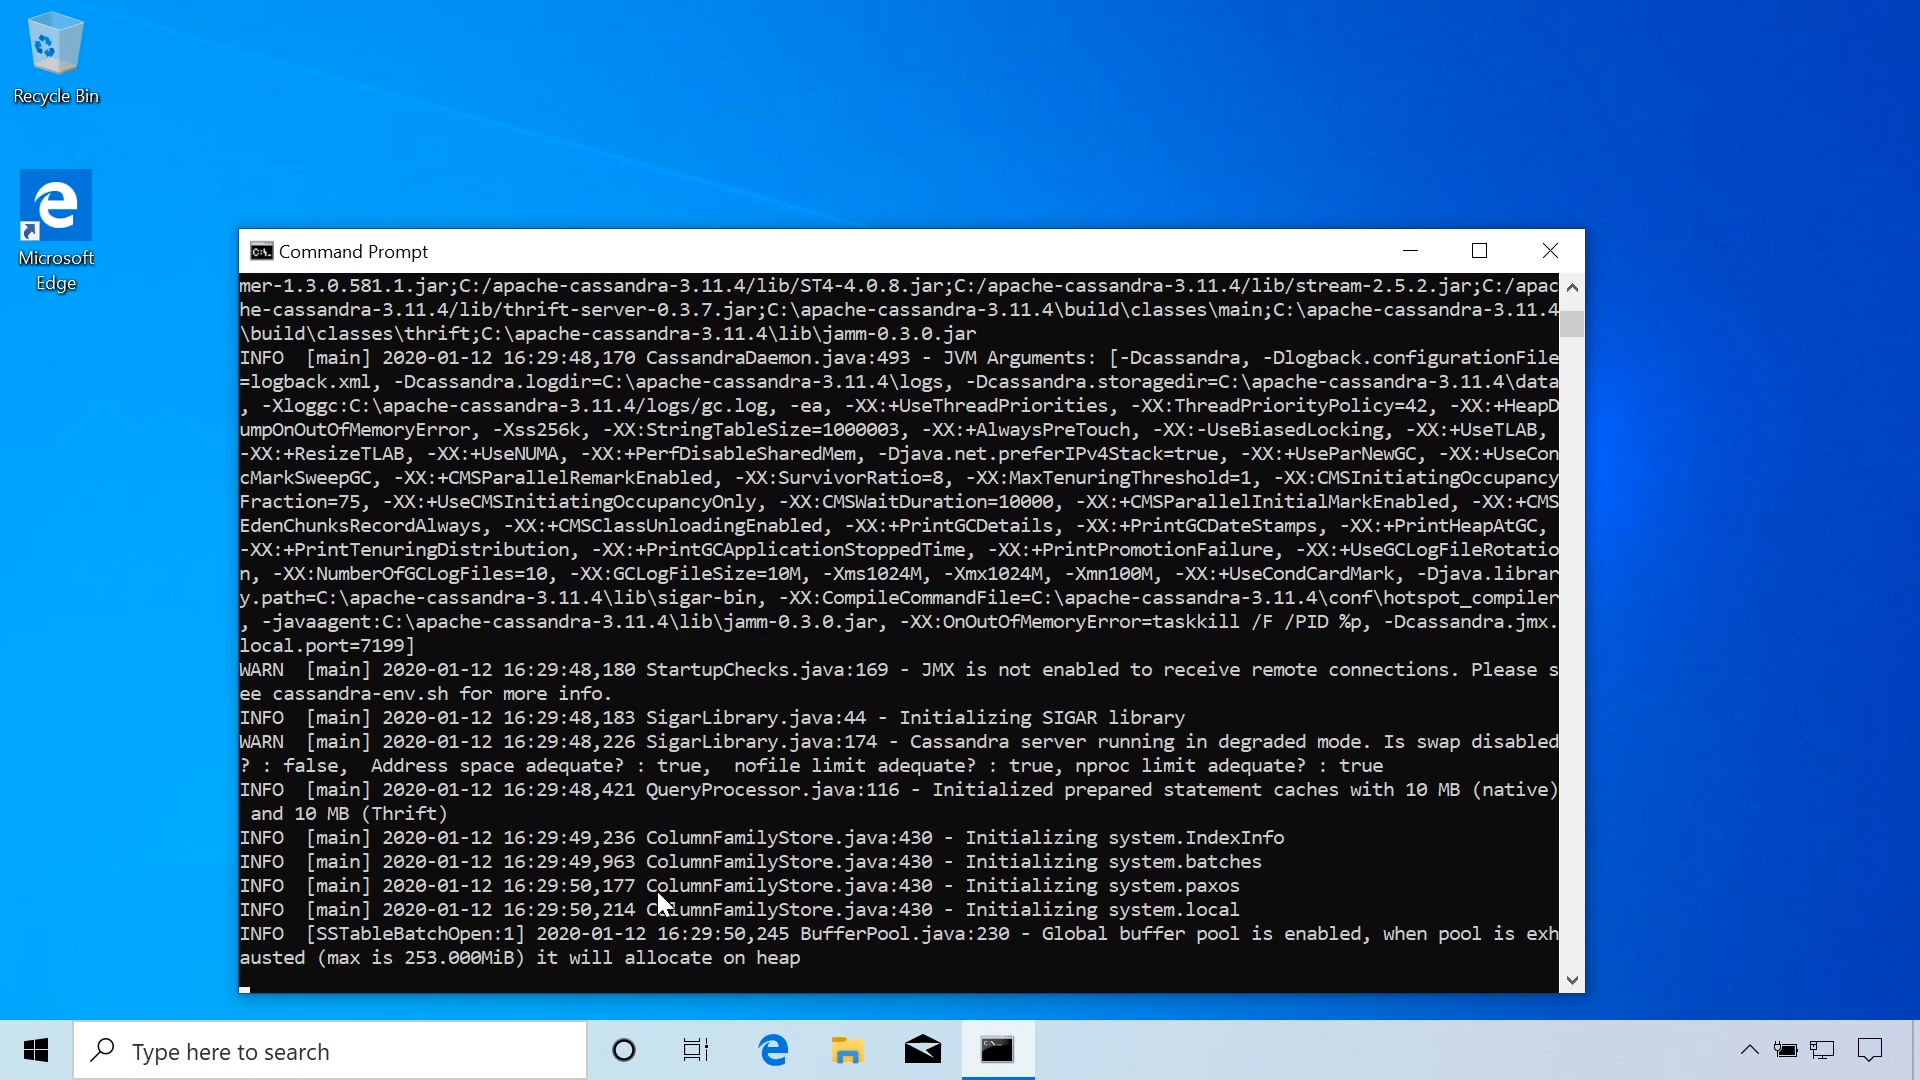 Recycle Bin
Microsoft
Edge
Command Prompt
mer-1.3.0.581.1.jar;C:/apache-cassandra-3.11.4/lib/ST4-4.0.8.jar;C:/apache-cassandra-3.11.4/lib/stream-2.5.2.jar;C:/apac
he-cassandra-3.11.4/lib/thrift-server-0.3.7.jar;C:\apache-cassandra-3.11.4\build\classes\main;C:\apache-cassandra-3.11.4
\build\classes\thrift;C:\apache-cassandra-3.11.4\lib\jamm-0.3.0.jar
INFO  [main] 2020-01-12 16:29:48,170 CassandraDaemon.java:493 - JVM Arguments: [-Dcassandra, -Dlogback.configurationFile
=logback.xml, -Dcassandra.logdir=C:\apache-cassandra-3.11.4\logs, -Dcassandra.storagedir=C:\apache-cassandra-3.11.4\data
, -Xloggc:C:\apache-cassandra-3.11.4/logs/gc.log, -ea, -XX:+UseThreadPriorities, -XX:ThreadPriorityPolicy=42, -XX:+HeapD
umpOnOutOfMemoryError, -Xss256k, -XX:StringTableSize=1000003, -XX:+AlwaysPreTouch, -XX:-UseBiasedLocking, -XX:+UseTLAB,
-XX:+ResizeTLAB, -XX:+UseNUMA, -XX:+PerfDisableSharedMem, -Djava.net.preferIPv4Stack=true, -XX:+UseParNewGC, -XX:+UseCon
cMarkSweepGC, -XX:+CMSParallelRemarkEnabled, -XX:SurvivorRatio=8, -XX:MaxTenuringThreshold=1, -XX:CMSInitiatingOccupancy
Fraction=75, -XX:+UseCMSInitiatingOccupancyOnly, -XX:CMSWaitDuration=10000, -XX:+CMSParallelInitialMarkEnabled, -XX:+CMS
EdenChunksRecordAlways, -XX:+CMSClassUnloadingEnabled, -XX:+PrintGCDetails, -XX:+PrintGCDateStamps, -XX:+PrintHeapAtGC,
-XX:+PrintTenuringDistribution, -XX:+PrintGCApplicationStoppedTime, -XX:+PrintPromotionFailure, -XX:+UseGCLogFileRotatio
n, -XX:NumberOfGCLogFiles=10, -XX:GCLogFileSize=10M, -Xms1024M, -Xmx1024M, -Xmn100M, -XX:+UseCondCardMark, -Djava.librar
y.path=C:\apache-cassandra-3.11.4\lib\sigar-bin, -XX:CompileCommandFile=C:\apache-cassandra-3.11.4\conf\hotspot_compiler
, -javaagent:C:\apache-cassandra-3.11.4\lib\jamm-0.3.0.jar, -XX:OnOutOfMemoryError=taskkill /F /PID %p, -Dcassandra.jmx.
local.port=7199]
WARN  [main] 2020-01-12 16:29:48,180 StartupChecks.java:169 - JMX is not enabled to receive remote connections. Please s
ee cassandra-env.sh for more info.
INFO  [main] 2020-01-12 16:29:48,183 SigarLibrary.java:44 - Initializing SIGAR library
WARN  [main] 2020-01-12 16:29:48,226 SigarLibrary.java:174 - Cassandra server running in degraded mode. Is swap disabled
? : false,  Address space adequate? : true,  nofile limit adequate? : true, nproc limit adequate? : true
INFO  [main] 2020-01-12 16:29:48,421 QueryProcessor.java:116 - Initialized prepared statement caches with 10 MB (native)
 and 10 MB (Thrift)
INFO  [main] 2020-01-12 16:29:49,236 ColumnFamilyStore.java:430 - Initializing system.IndexInfo
INFO  [main] 2020-01-12 16:29:49,963 ColumnFamilyStore.java:430 - Initializing system.batches
INFO  [main] 2020-01-12 16:29:50,177 ColumnFamilyStore.java:430 - Initializing system.paxos
INFO  [main] 2020-01-12 16:29:50,214 ColumnFamilyStore.java:430 - Initializing system.local
INFO  [SSTableBatchOpen:1] 2020-01-12 16:29:50,245 BufferPool.java:230 - Global buffer pool is enabled, when pool is exh
austed (max is 253.000MiB) it will allocate on heap
Type here to search